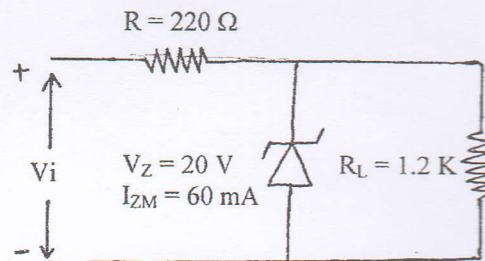 R = 220 Ω
+
Vi
V_Z = 20 V
I_ZM = 60 mA
R_L = 1.2 K
-